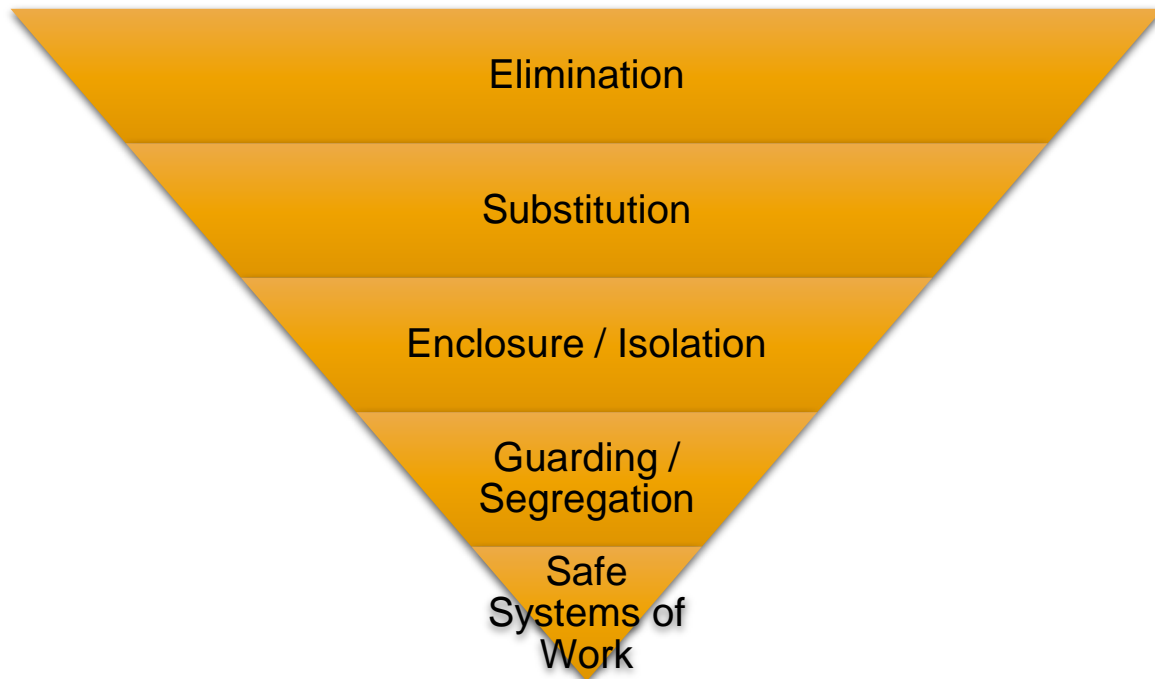 Elimination
Substitution
Enclosure / Isolation
Guarding /
Segregation
Safe
Systems of
Work